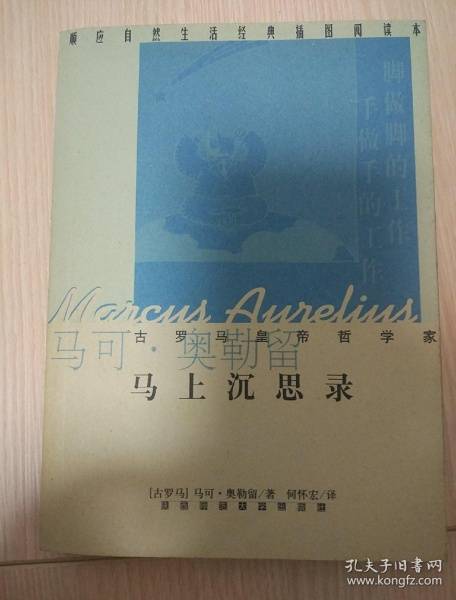 顺应自然生活经典插图阅读本
脚做脚的工作
手做手的工作
Marcus Aurelius
古罗马皇帝哲学家
马可·奥勒留
马上沉思录
[古罗马] 马可·奥勒留/著 何怀宏/译
孔夫子旧书网
www.kongfz.com